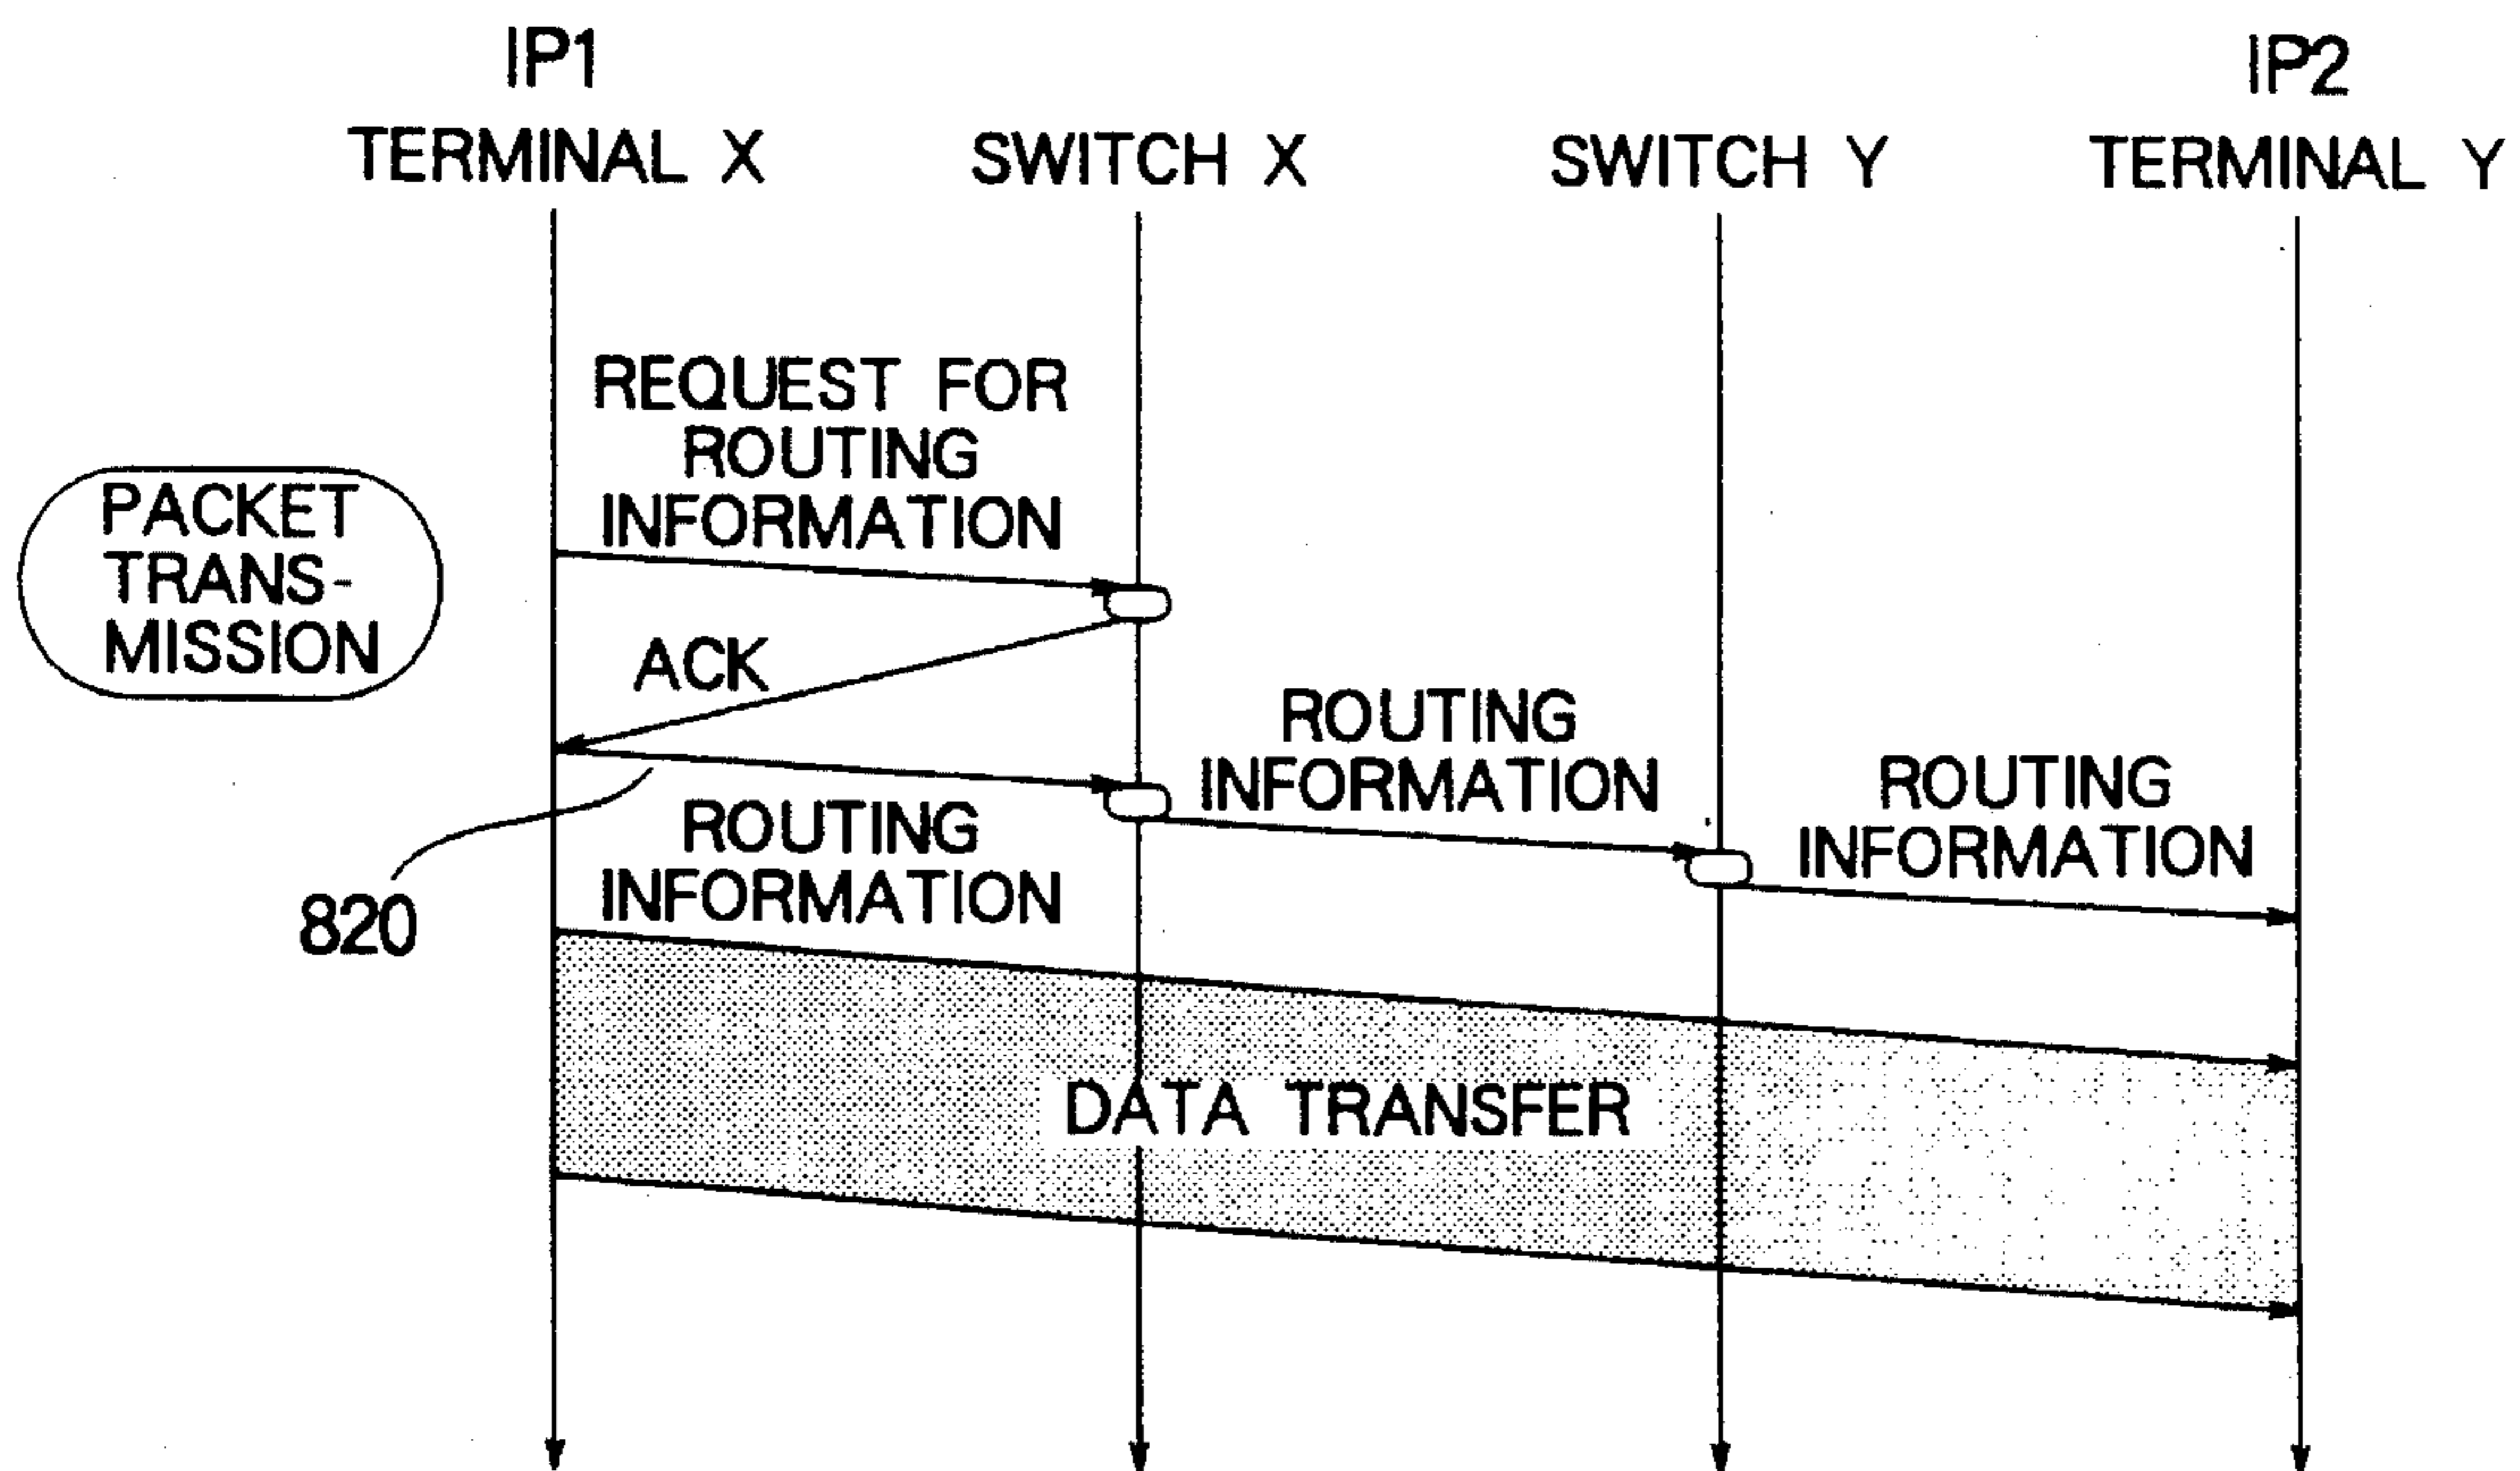 IP1
TERMINAL X
SWITCH X
SWITCH Y
IP2
TERMINAL Y
REQUEST FOR
ROUTING
INFORMATION
PACKET
TRANS-
MISSION
ACK
ROUTING
INFORMATION
ROUTING
INFORMATION
ROUTING
INFORMATION
820
DATA TRANSFER